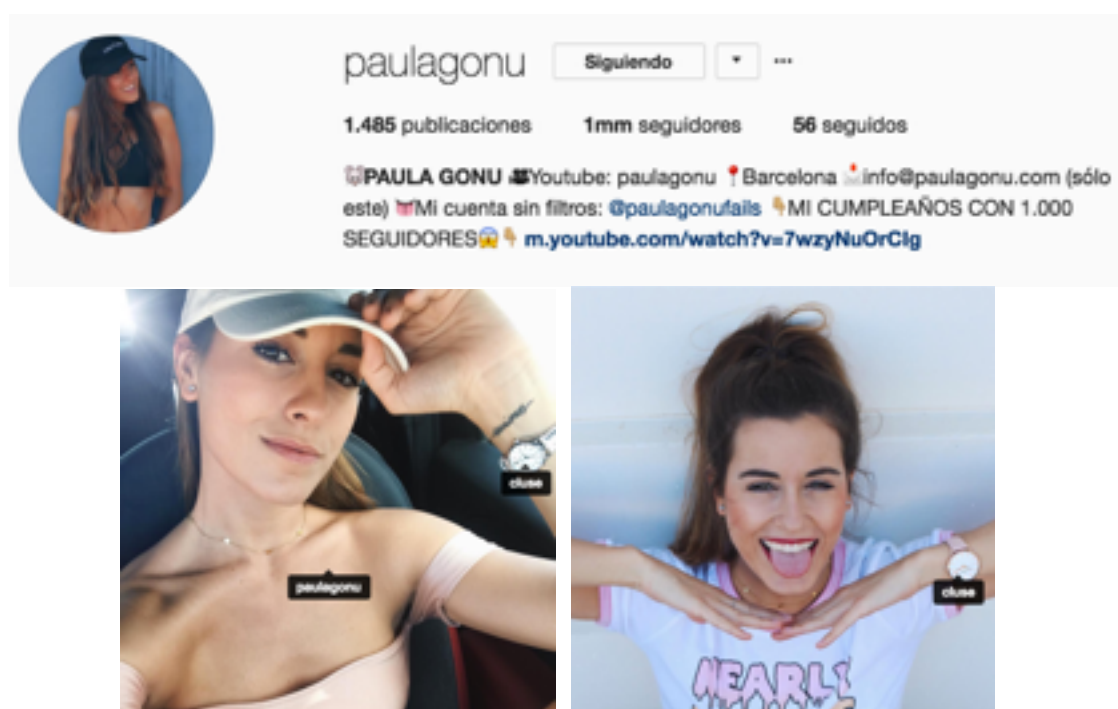 paulagonu Siguiendo
1.485 publicaciones 1mm seguidores 56 seguidos
PAULA GONU Youtube: paulagonu 📍Barcelona info@paulagonu.com (sólo
este) Mi cuenta sin filtros: @paulagonufails 👇MI CUMPLEAÑOS CON 1.000
SEGUIDORES😱👇 m.youtube.com/watch?v=7wzyNuOrCIg
cluse
paulagonu
cluse
NEARLY